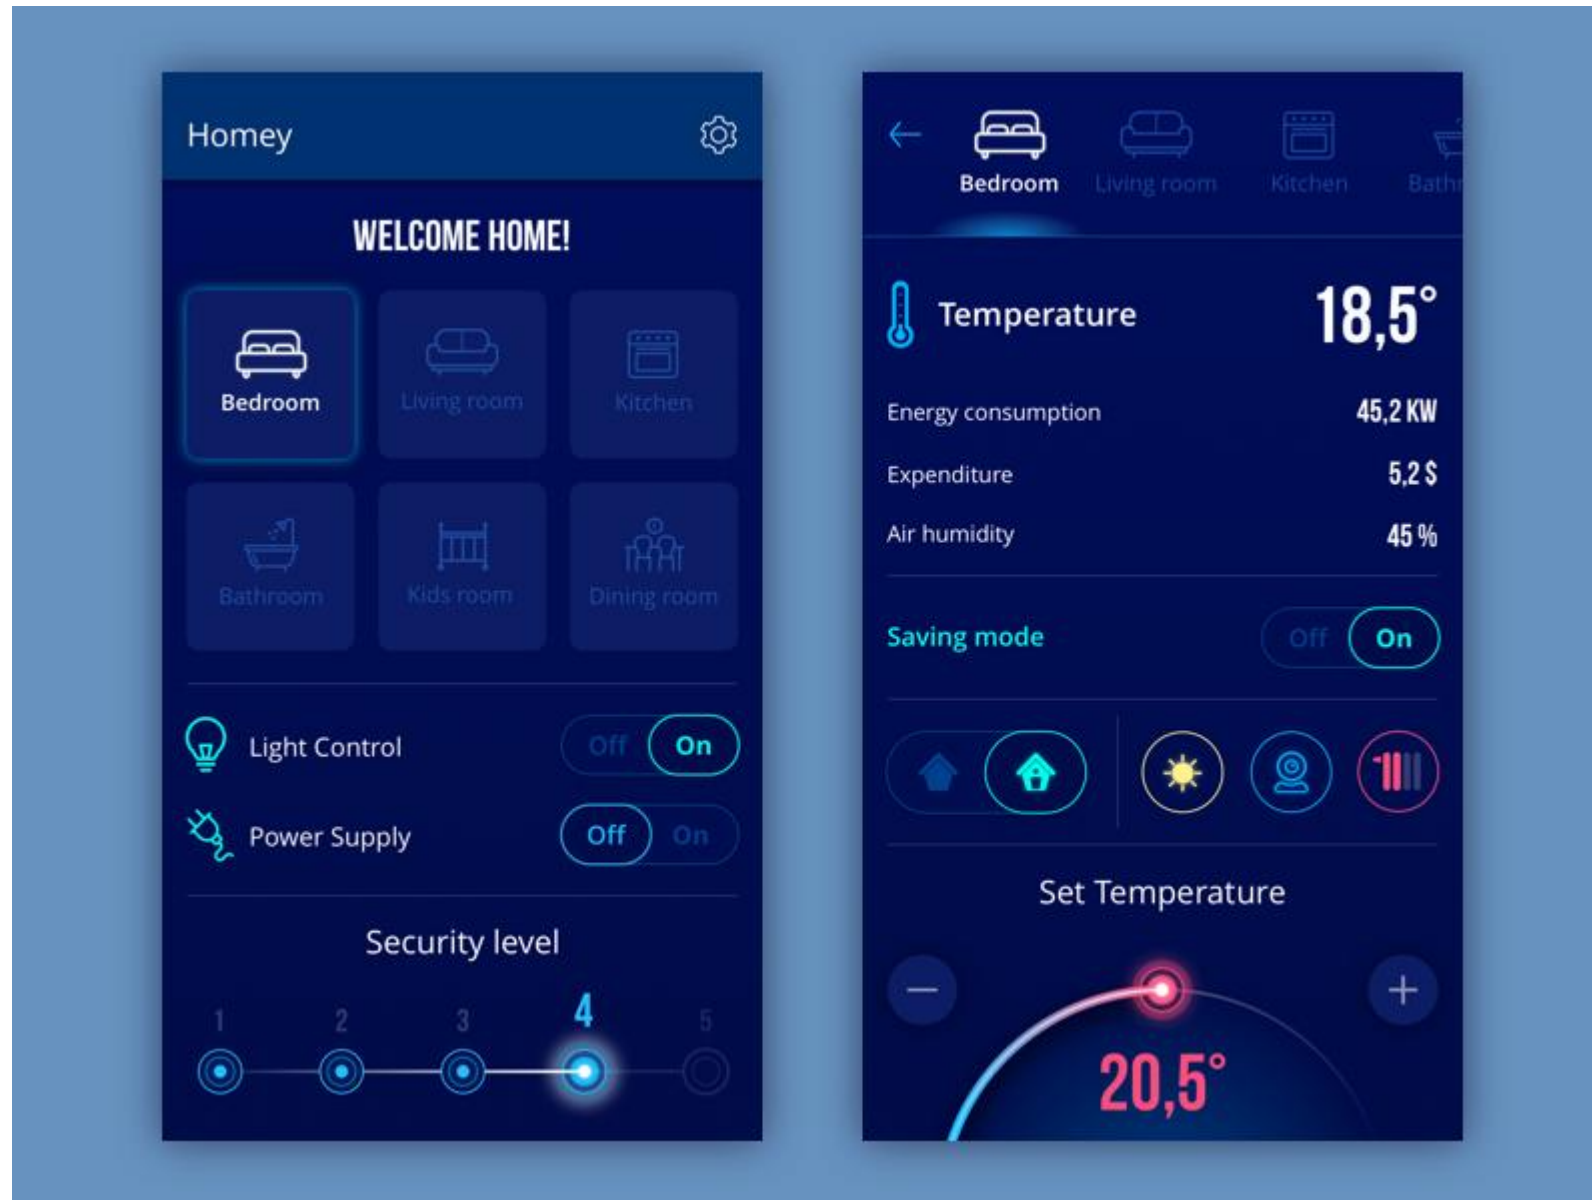 Homey
WELCOME HOME!
Bedroom
Living room
Kitchen
Bathroom
Kids room
Dining room
Light Control
Off On
Power Supply
Off On
Security level
1 2 3 4 5
Bedroom
Living room
Kitchen
Bathr
Temperature 18,5°
Energy consumption 45,2 KW
Expenditure 5,2 $
Air humidity 45 %
Saving mode Off On
Set Temperature
− +
20,5°